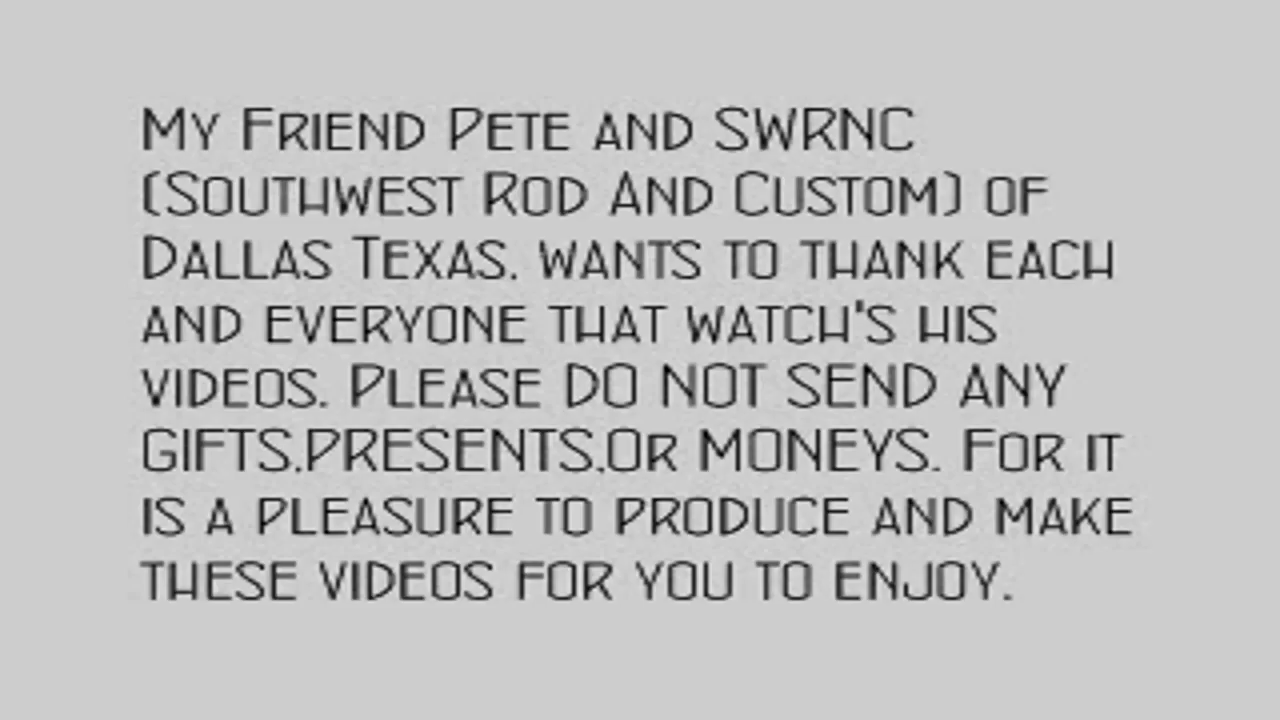 My Friend Pete and SWRNC
(Southwest Rod And Custom) of
Dallas Texas. wants to thank each
and everyone that watch's his
videos. Please DO NOT SEND ANY
GIFTS.PRESENTS.Or MONEYS. For it
is a pleasure to produce and make
these videos for you to enjoy.